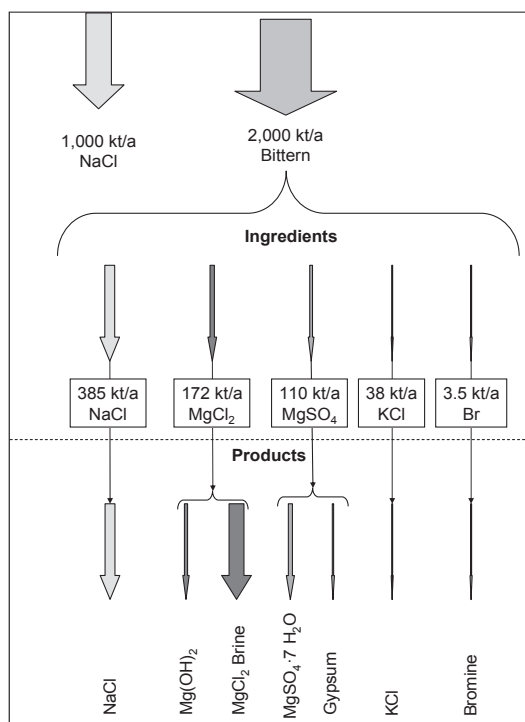 1,000 kt/a
NaCl
2,000 kt/a
Bittern
Ingredients
385 kt/a
NaCl
172 kt/a
MgCl₂
110 kt/a
MgSO₄
38 kt/a
KCl
3.5 kt/a
Br
Products
NaCl
Mg(OH)₂
MgCl₂ Brine
MgSO₄·7 H₂O
Gypsum
KCl
Bromine